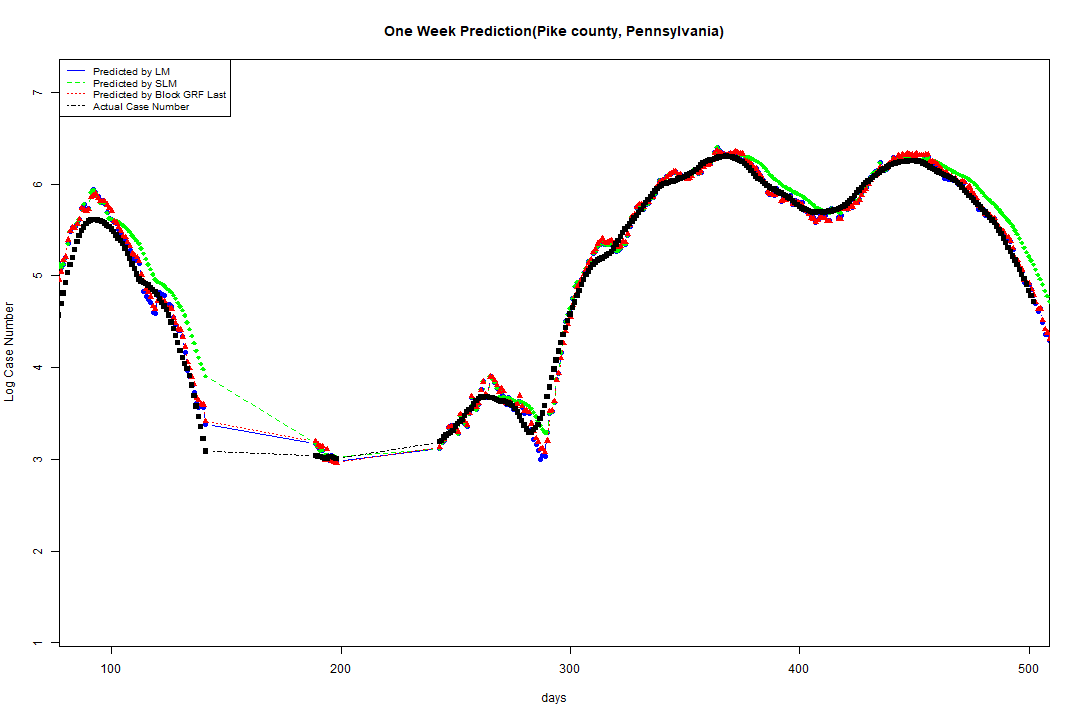 One Week Prediction(Pike county, Pennsylvania)
Predicted by LM
Predicted by SLM
Predicted by Block GRF Last
Actual Case Number
Log Case Number
7
6
5
4
3
2
1
100 200 300 400 500
days